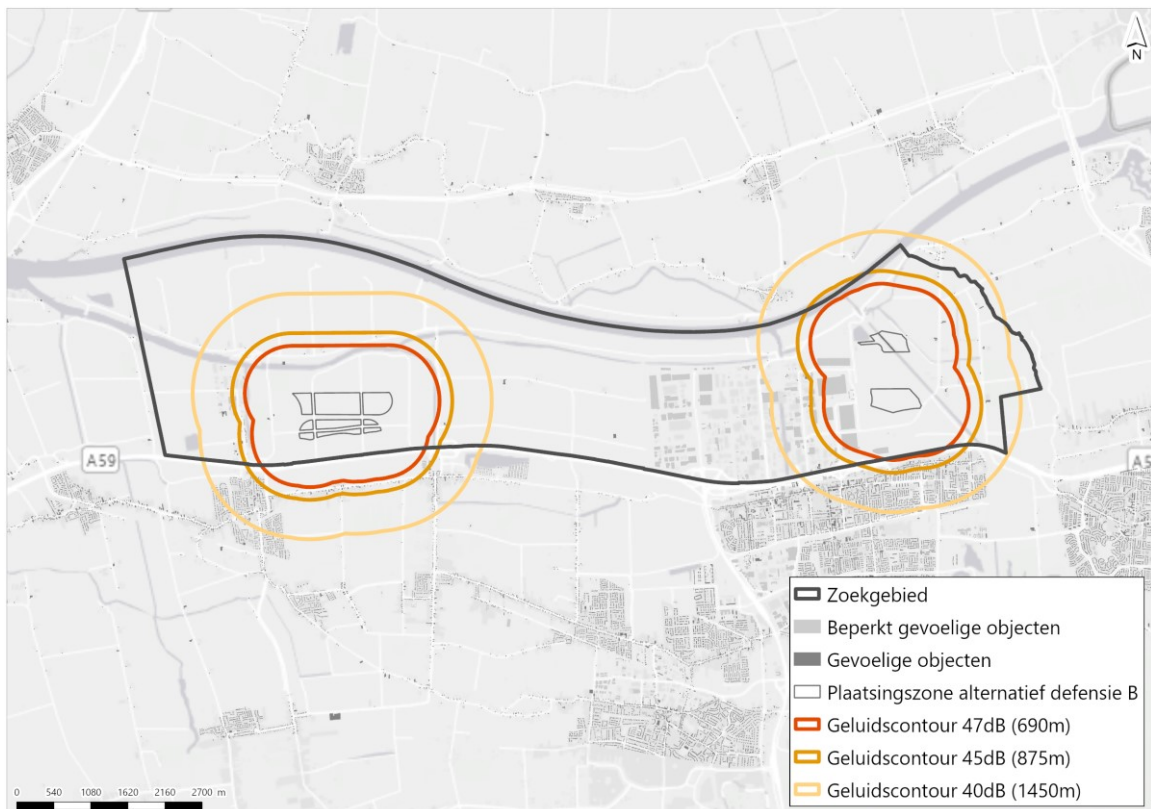 N
A59
A5
Zoekgebied
Beperkt gevoelige objecten
Gevoelige objecten
Plaatsingszone alternatief defensie B
Geluidscontour 47dB (690m)
Geluidscontour 45dB (875m)
Geluidscontour 40dB (1450m)
0 540 1080 1620 2160 2700 m